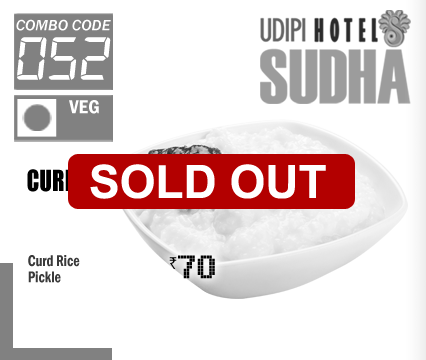 COMBO CODE
052
VEG
UDIPI HOTEL
SUDHA
SOLD OUT
Curd Rice
Pickle
₹70